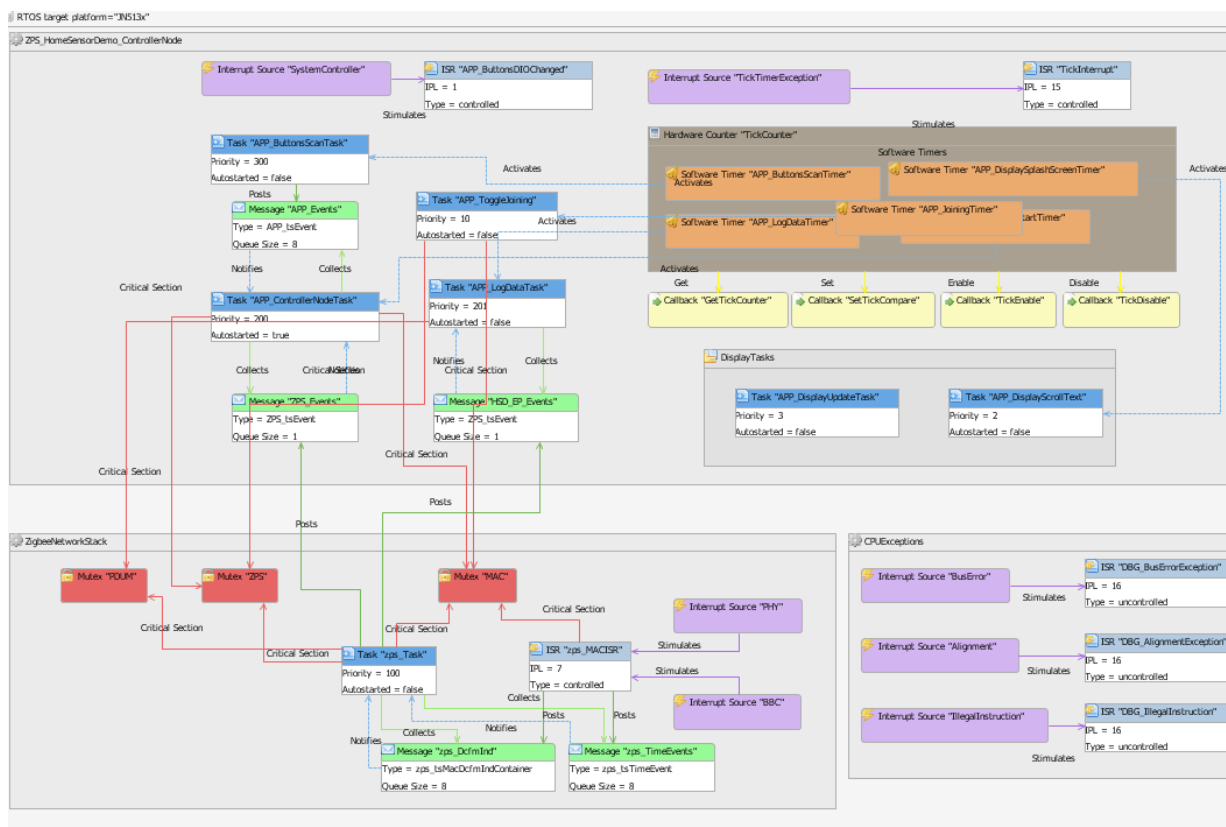 RTOS target platform="JN513x"
ZPS_HomeSensorDemo_ControllerNode
Interrupt Source "SystemController"
ISR "APP_ButtonsDIOChanged"
IPL = 1
Type = controlled
Stimulates
Interrupt Source "TickTimerException"
ISR "TickInterrupt"
IPL = 15
Type = controlled
Stimulates
Task "APP_ButtonsScanTask"
Priority = 300
Autostarted = false
Posts
Activates
Hardware Counter "TickCounter"
Software Timers
Software Timer "APP_ButtonsScanTimer"
Activates
Software Timer "APP_DisplaySplashScreenTimer"
Activates
Software Timer "APP_LogDataTimer"
Software Timer "APP_JoiningTimer"
artTimer"
Message "APP_Events"
Type = APP_tsEvent
Queue Size = 8
Task "APP_ToggleJoining"
Priority = 10
Autostarted = false
Activates
Activates
Notifies
Collects
Critical Section
Get
Set
Enable
Disable
Callback "GetTickCounter"
Callback "SetTickCompare"
Callback "TickEnable"
Callback "TickDisable"
Task "APP_ControllerNodeTask"
Priority = 200
Autostarted = true
Task "APP_LogDataTask"
Priority = 201
Autostarted = false
Collects
Notifies
Collects
Critical Section
DisplayTasks
Task "APP_DisplayUpdateTask"
Priority = 3
Autostarted = false
Task "APP_DisplayScrollText"
Priority = 2
Autostarted = false
Message "ZPS_Events"
Type = ZPS_tsEvent
Queue Size = 1
Message "HSD_EP_Events"
Type = ZPS_tsEvent
Queue Size = 1
Critical Section
Critical Section
Posts
Posts
ZigbeeNetworkStack
Mutex "PDUM"
Mutex "ZPS"
Mutex "MAC"
Critical Section
Critical Section
Critical Section
Interrupt Source "PHY"
Stimulates
Task "zps_Task"
Priority = 100
Autostarted = false
ISR "zps_MACISR"
IPL = 7
Type = controlled
Stimulates
Interrupt Source "BBC"
Collects
Posts
Posts
Collects
Notifies
Notifies
Message "zps_DcfmInd"
Type = zps_tsMacDcfmIndContainer
Queue Size = 8
Message "zps_TimeEvents"
Type = zps_tsTimeEvent
Queue Size = 8
CPUExceptions
Interrupt Source "BusError"
Stimulates
ISR "DBG_BusErrorException"
IPL = 16
Type = uncontrolled
Interrupt Source "Alignment"
Stimulates
ISR "DBG_AlignmentException"
IPL = 16
Type = uncontrolled
Interrupt Source "IllegalInstruction"
Stimulates
ISR "DBG_IllegalInstruction"
IPL = 16
Type = uncontrolled